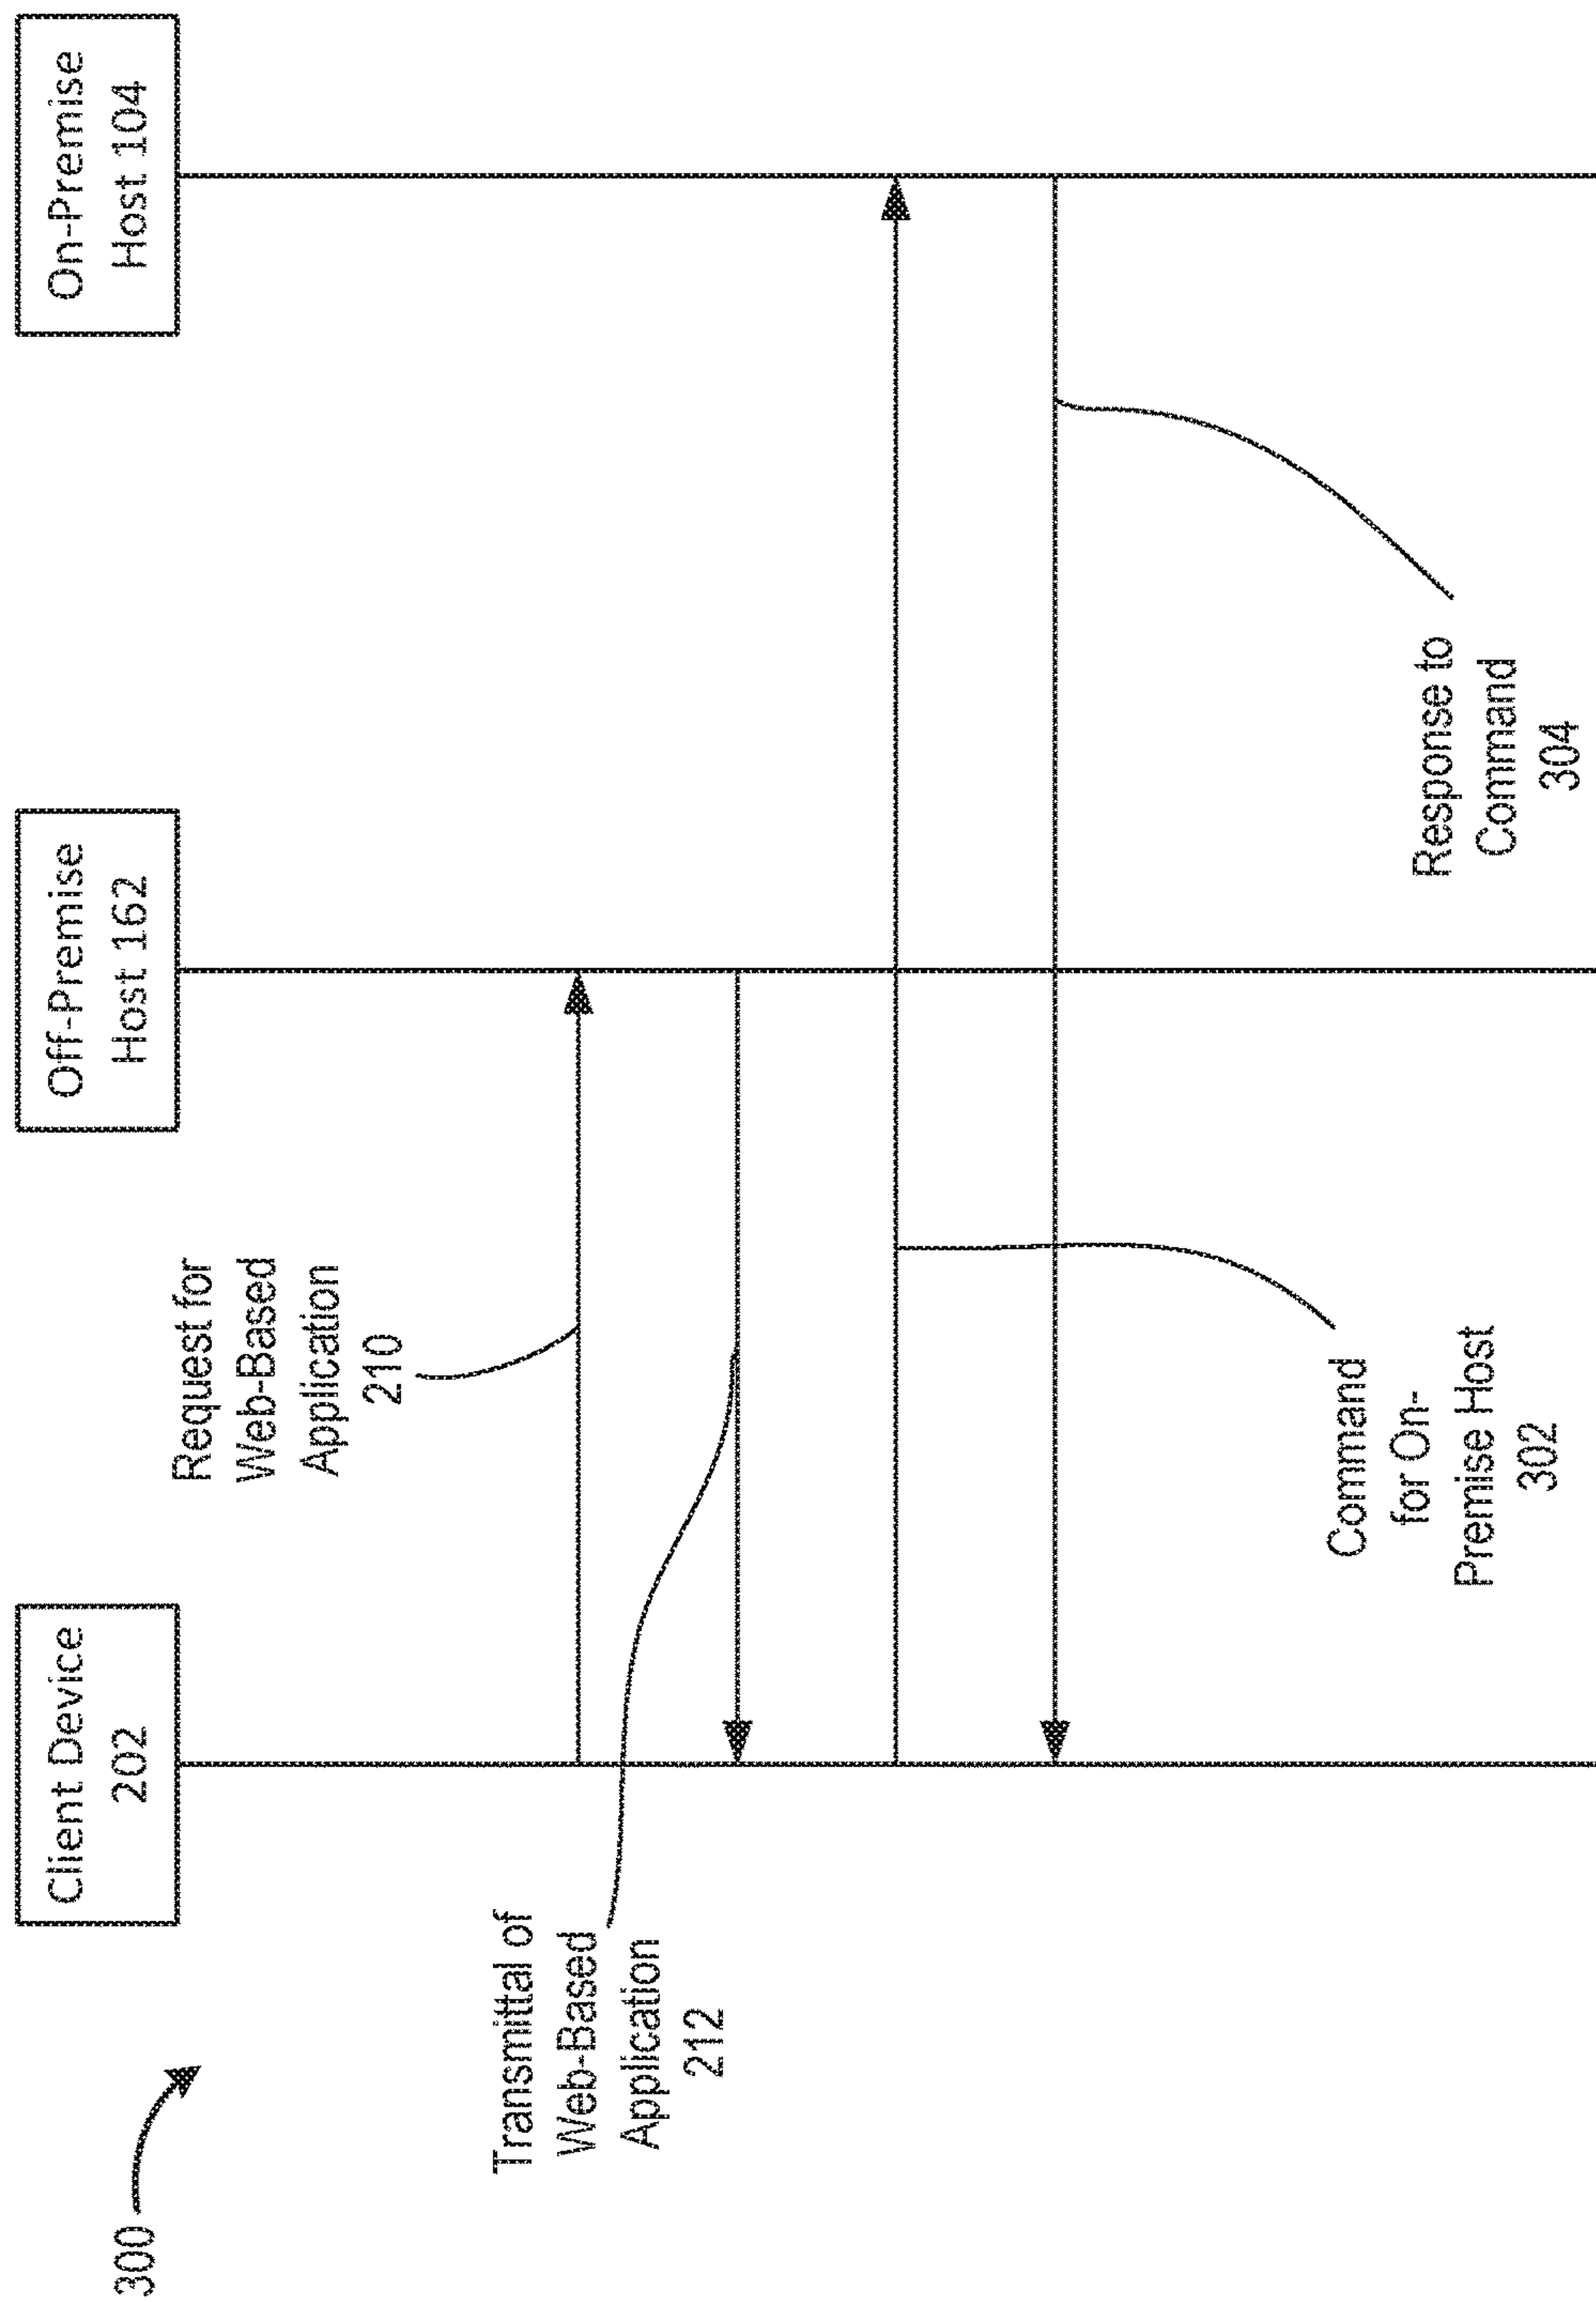 300
Client Device
202
Off-Premise
Host 162
On-Premise
Host 104
Request for
Web-Based
Application
210
Transmittal of
Web-Based
Application
212
Command
for On-
Premise Host
302
Response to
Command
304